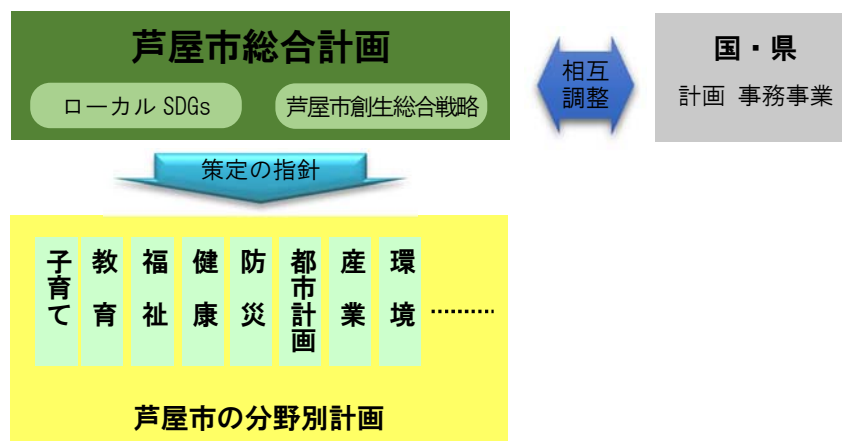 芦屋市総合計画
ローカル SDGs
芦屋市創生総合戦略
相互
調整
国・県
計画 事務事業
策定の指針
子育て
教育
福祉
健康
防災
都市計画
産業
環境
………
芦屋市の分野別計画